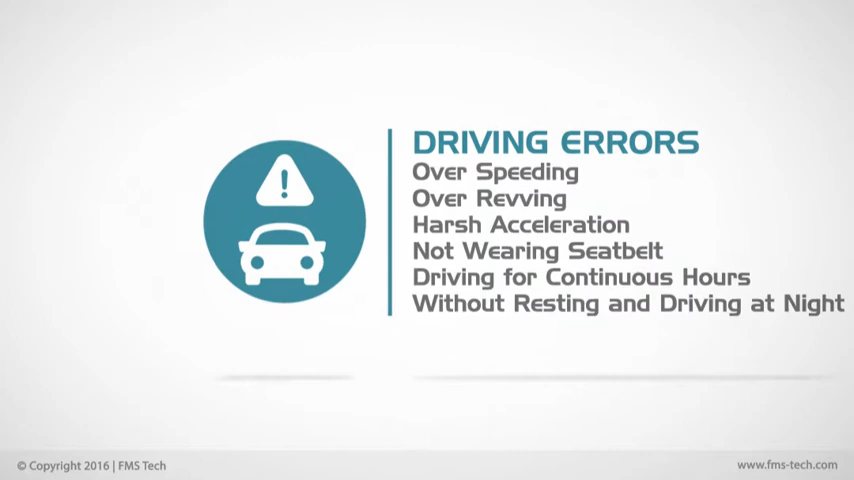 DRIVING ERRORS
Over Speeding
Over Revving
Harsh Acceleration
Not Wearing Seatbelt
Driving for Continuous Hours
Without Resting and Driving at Night
© Copyright 2016 | FMS Tech
www.fms-tech.com